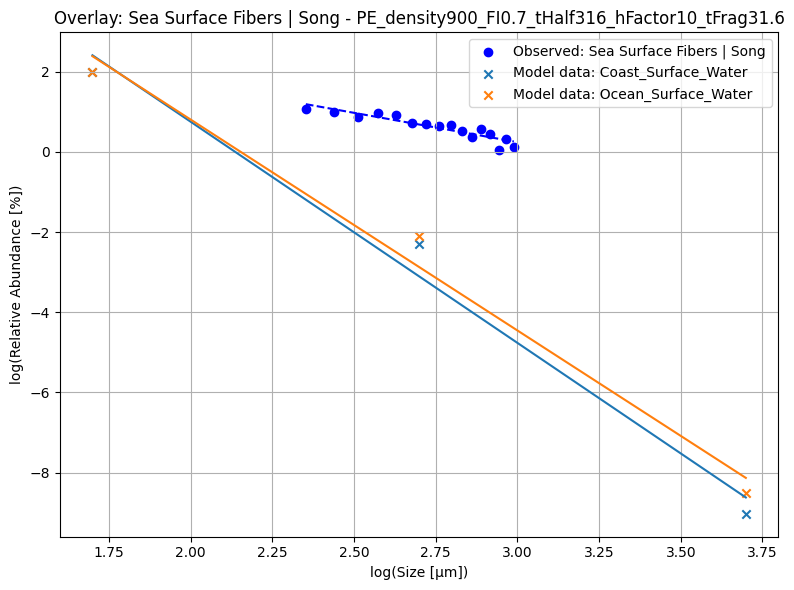 Overlay: Sea Surface Fibers | Song - PE_density900_FI0.7_tHalf316_hFactor10_tFrag31.6
Observed: Sea Surface Fibers | Song
Model data: Coast_Surface_Water
Model data: Ocean_Surface_Water
log(Relative Abundance [%])
2
0
−2
−4
−6
−8
1.75 2.00 2.25 2.50 2.75 3.00 3.25 3.50 3.75
log(Size [μm])